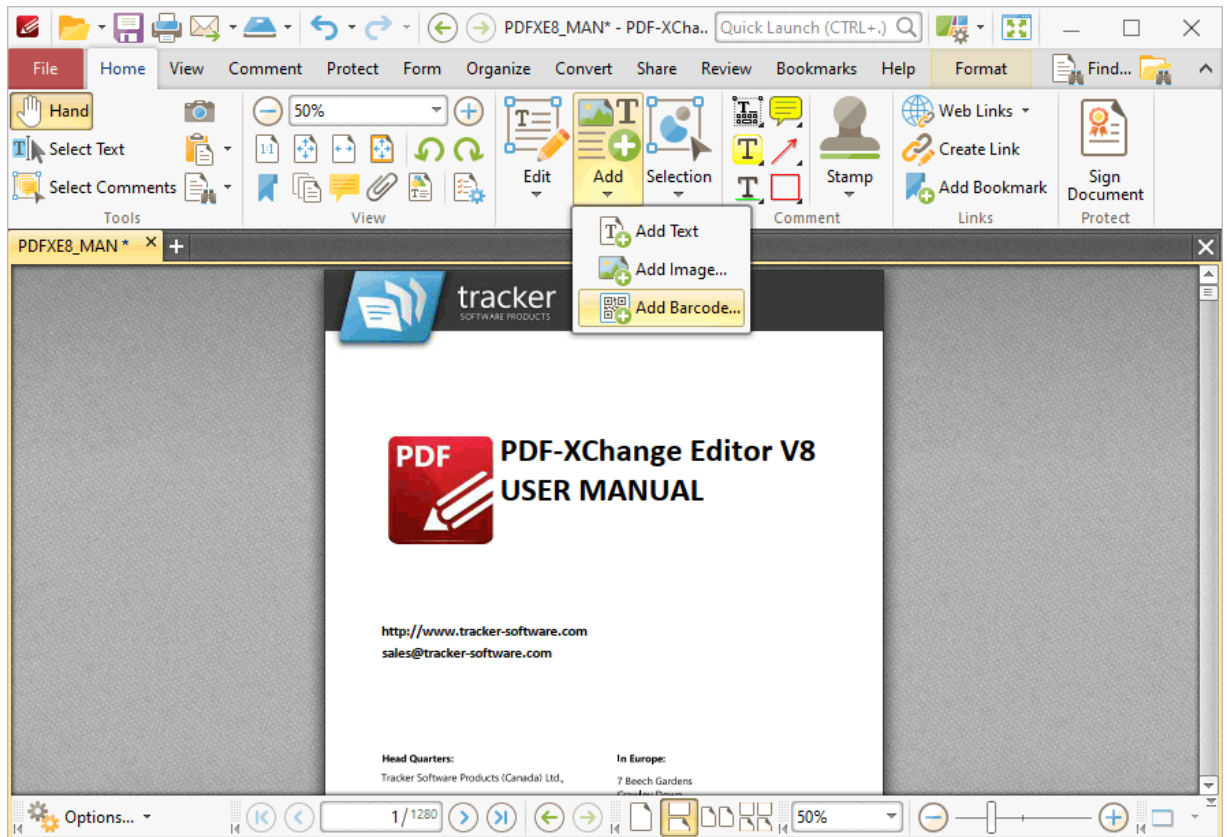 PDFXE8_MAN* - PDF-XCha.. Quick Launch (CTRL+.)
File Home View Comment Protect Form Organize Convert Share Review Bookmarks Help Format Find...
Hand 50% Web Links
Select Text Create Link
Select Comments Edit Add Selection Stamp Add Bookmark Sign Document
Tools View Comment Links Protect
PDFXE8_MAN *
Add Text
Add Image...
Add Barcode...
tracker
SOFTWARE PRODUCTS
PDF
PDF-XChange Editor V8
USER MANUAL
http://www.tracker-software.com
sales@tracker-software.com
Head Quarters: In Europe:
Tracker Software Products (Canada) Ltd., 7 Beech Gardens
Crawley Down
Options... 1/1280 50%